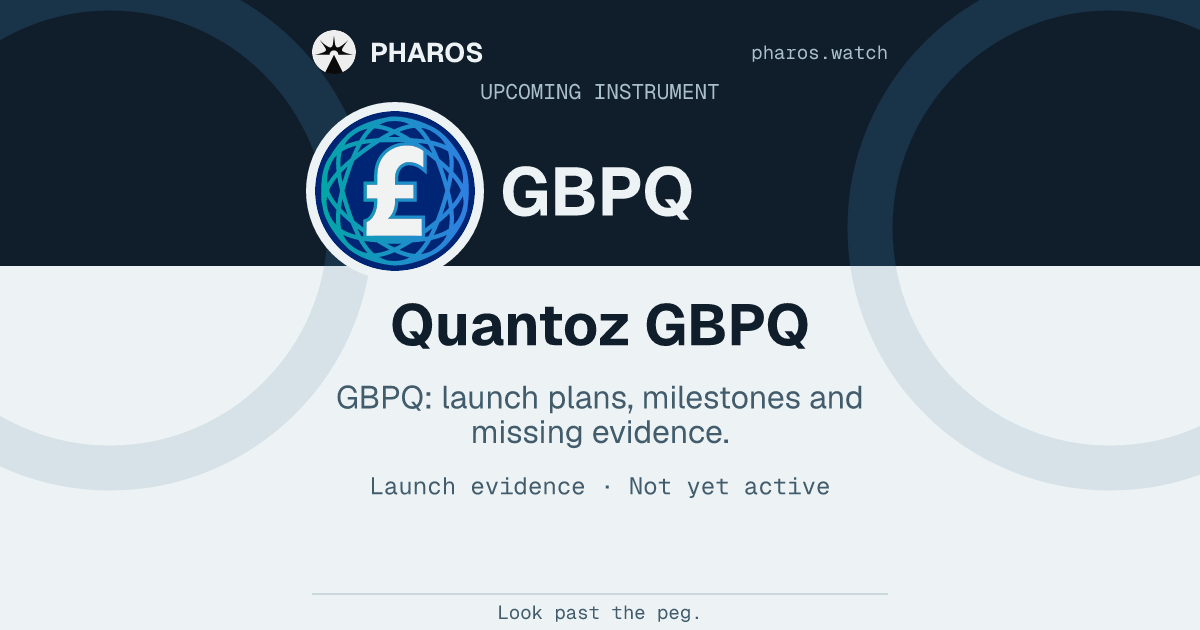 PHAROS
pharos.watch
UPCOMING INSTRUMENT
£
GBPQ
Quantoz GBPQ
GBPQ: launch plans, milestones and
missing evidence.
Launch evidence · Not yet active
Look past the peg.